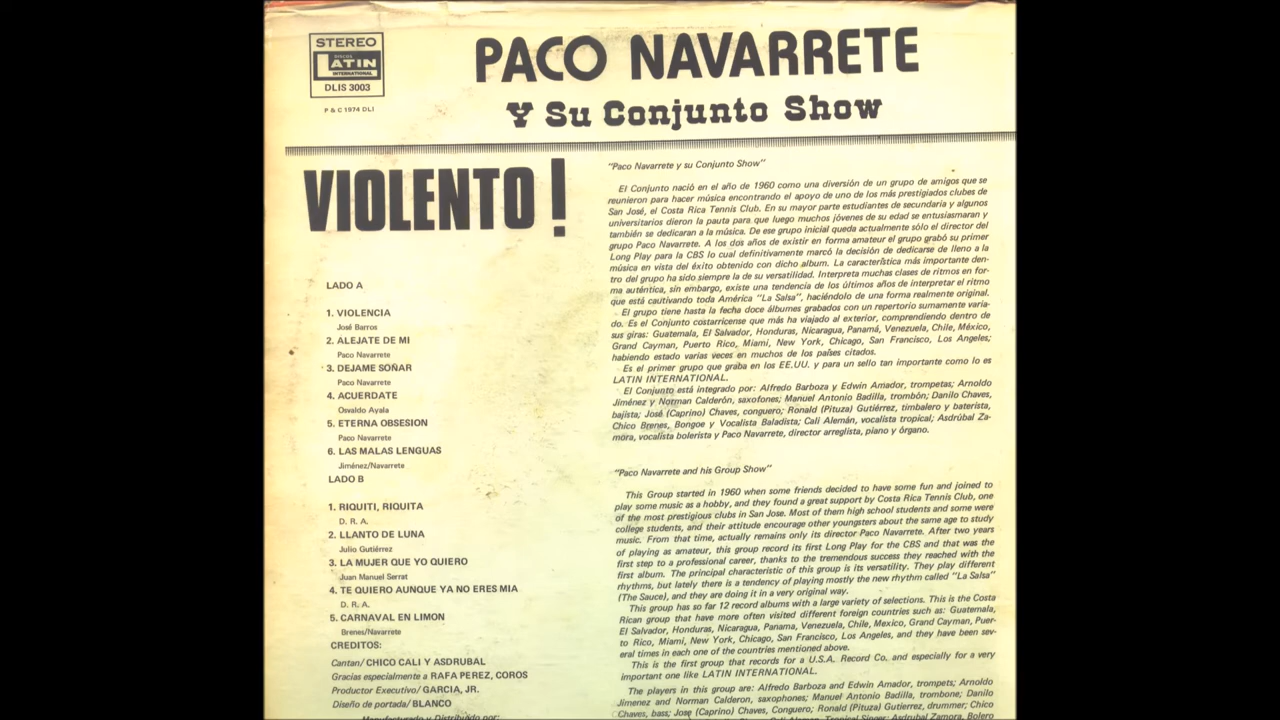 STEREO
DISCOS
LATIN
INTERNATIONAL
DLIS 3003
P & C 1974 DLI
PACO NAVARRETE
Y Su Conjunto Show
VIOLENTO!
LADO A
1. VIOLENCIA
José Barros
2. ALEJATE DE MI
Paco Navarrete
3. DEJAME SOÑAR
Paco Navarrete
4. ACUERDATE
Osvaldo Ayala
5. ETERNA OBSESION
Paco Navarrete
6. LAS MALAS LENGUAS
Jiménez/Navarrete
LADO B
1. RIQUITI, RIQUITA
D. R. A.
2. LLANTO DE LUNA
Julio Gutiérrez
3. LA MUJER QUE YO QUIERO
Juan Manuel Serrat
4. TE QUIERO AUNQUE YA NO ERES MIA
D. R. A.
5. CARNAVAL EN LIMON
Brenes/Navarrete
CREDITOS:
Cantan/ CHICO CALI Y ASDRUBAL
Gracias especialmente a RAFA PEREZ, COROS
Productor Executivo/ GARCIA, JR.
Diseño de portada/ BLANCO
Manufacturado y Distribuído por:
"Paco Navarrete y su Conjunto Show"
El Conjunto nació en el año de 1960 como una diversión de un grupo de amigos que se
reunieron para hacer música encontrando el apoyo de uno de los más prestigiados clubes de
San José, el Costa Rica Tennis Club. En su mayor parte estudiantes de secundaria y algunos
universitarios dieron la pauta para que luego muchos jóvenes de su edad se entusiasmaran y
también se dedicaran a la música. De ese grupo inicial queda actualmente sólo el director del
grupo Paco Navarrete. A los dos años de existir en forma amateur el grupo grabó su primer
Long Play para la CBS lo cual definitivamente marcó la decisión de dedicarse de lleno a la
música en vista del éxito obtenido con dicho album. La característica más importante den-
tro del grupo ha sido siempre la de su versatilidad. Interpreta muchas clases de ritmos en for-
ma auténtica, sin embargo, existe una tendencia de los últimos años de interpretar el ritmo
que está cautivando toda América "La Salsa", haciéndolo de una forma realmente original.
El grupo tiene hasta la fecha doce álbumes grabados con un repertorio sumamente varia-
do. Es el Conjunto costarricense que más ha viajado al exterior, comprendiendo dentro de
sus giras: Guatemala, El Salvador, Honduras, Nicaragua, Panamá, Venezuela, Chile, México,
Grand Cayman, Puerto Rico, Miami, New York, Chicago, San Francisco, Los Angeles;
habiendo estado varias veces en muchos de los países citados.
Es el primer grupo que graba en los EE.UU. y para un sello tan importante como lo es
LATIN INTERNATIONAL.
El Conjunto está integrado por: Alfredo Barboza y Edwin Amador, trompetas; Arnoldo
Jiménez y Norman Calderón, saxofones; Manuel Antonio Badilla, trombón; Danilo Chaves,
bajista; José (Caprino) Chaves, conguero; Ronald (Pituza) Gutiérrez, timbalero y baterista,
Chico Brenes, Bongoe y Vocalista Baladista; Cali Alemán, vocalista tropical; Asdrúbal Za-
mora, vocalista bolerista y Paco Navarrete, director arreglista, piano y órgano.
"Paco Navarrete and his Group Show"
This Group started in 1960 when some friends decided to have some fun and joined to
play some music as a hobby, and they found a great support by Costa Rica Tennis Club, one
of the most prestigious clubs in San Jose. Most of them high school students and some were
college students, and their attitude encourage other youngsters about the same age to study
music. From that time, actually remains only its director Paco Navarrete. After two years
of playing as amateur, this group record its first Long Play for the CBS and that was the
first step to a professional career, thanks to the tremendous success they reached with the
first album. The principal characteristic of this group is its versatility. They play different
rhythms, but lately there is a tendency of playing mostly the new rhythm called "La Salsa"
(The Sauce), and they are doing it in a very original way.
This group has so far 12 record albums with a large variety of selections. This is the Costa
Rican group that have more often visited different foreign countries such as: Guatemala,
El Salvador, Honduras, Nicaragua, Panama, Venezuela, Chile, Mexico, Grand Cayman, Puer-
to Rico, Miami, New York, Chicago, San Francisco, Los Angeles, and they have been sev-
eral times in each one of the countries mentioned above.
This is the first group that records for a U.S.A. Record Co. and especially for a very
important one like LATIN INTERNATIONAL.
The players in this group are: Alfredo Barboza and Edwin Amador, trompets; Arnoldo
Jimenez and Norman Calderon, saxophones; Manuel Antonio Badilla, trombone; Danilo
Chaves, bass; Jose (Caprino) Chaves, Conguero; Ronald (Pituza) Gutierrez, drummer; Chico
Tropical Singer; Asdrubal Zamora, Bolero